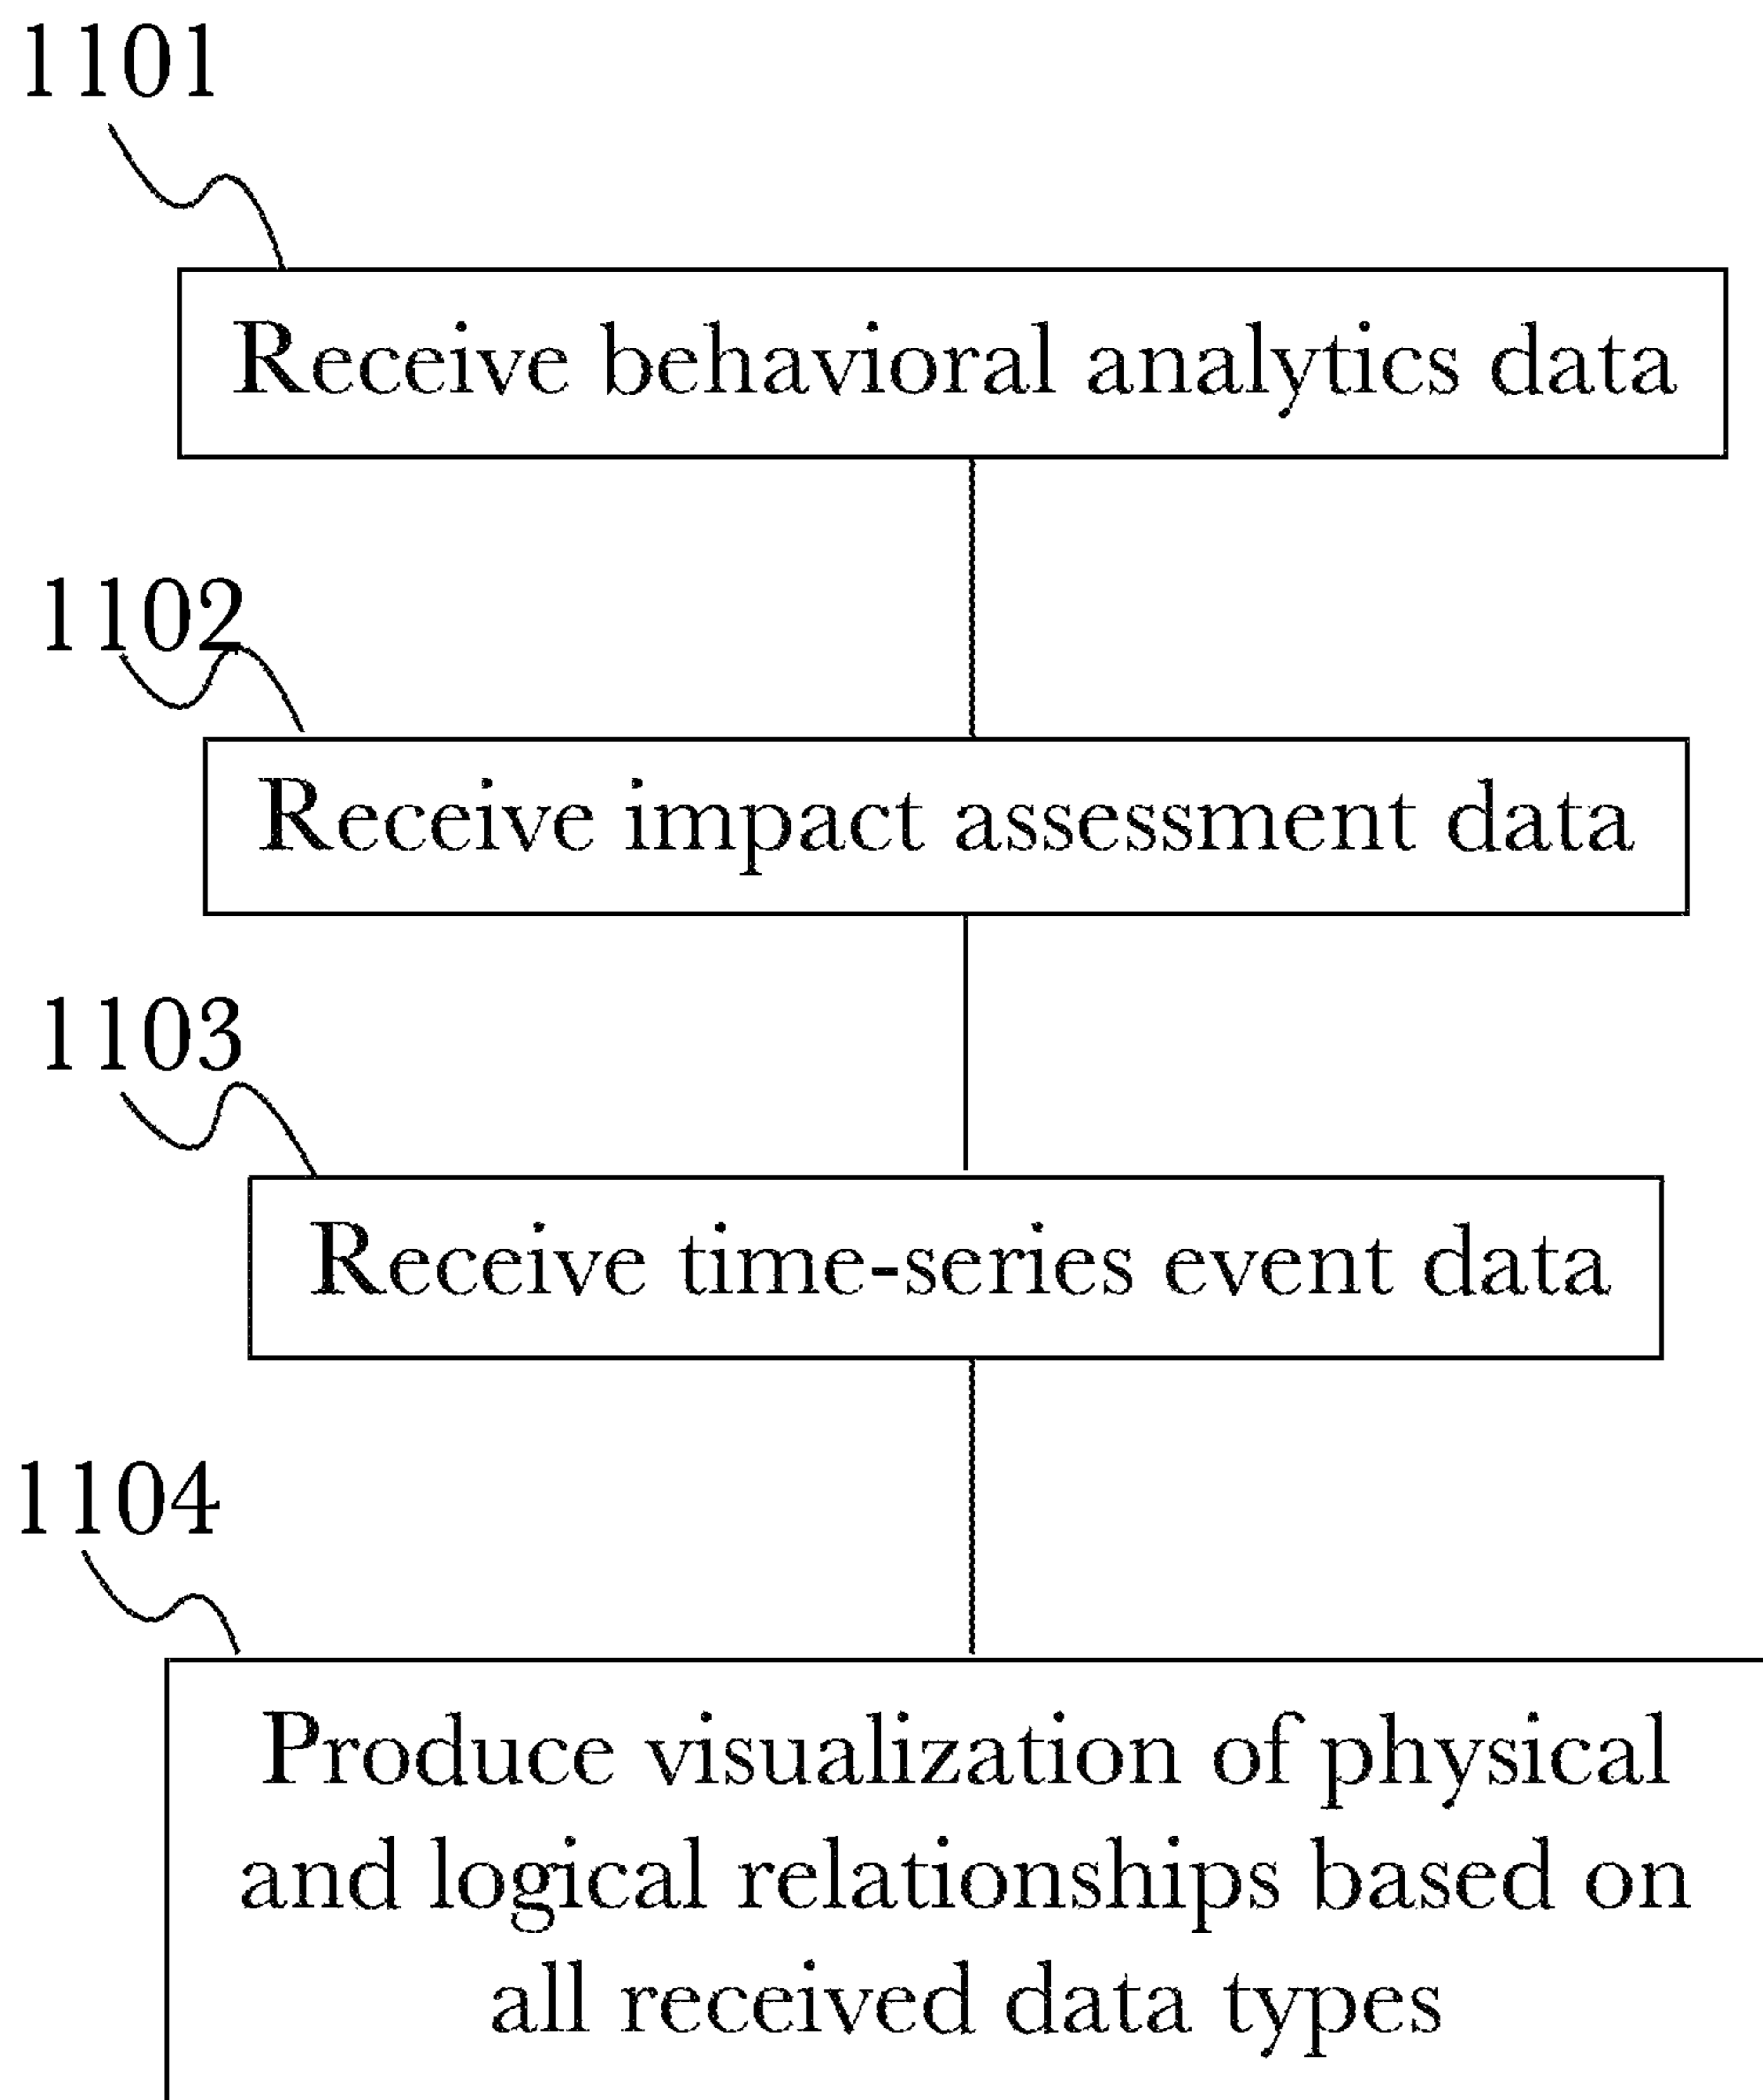 1101
Receive behavioral analytics data
1102
Receive impact assessment data
1103
Receive time-series event data
1104
Produce visualization of physical
and logical relationships based on
all received data types